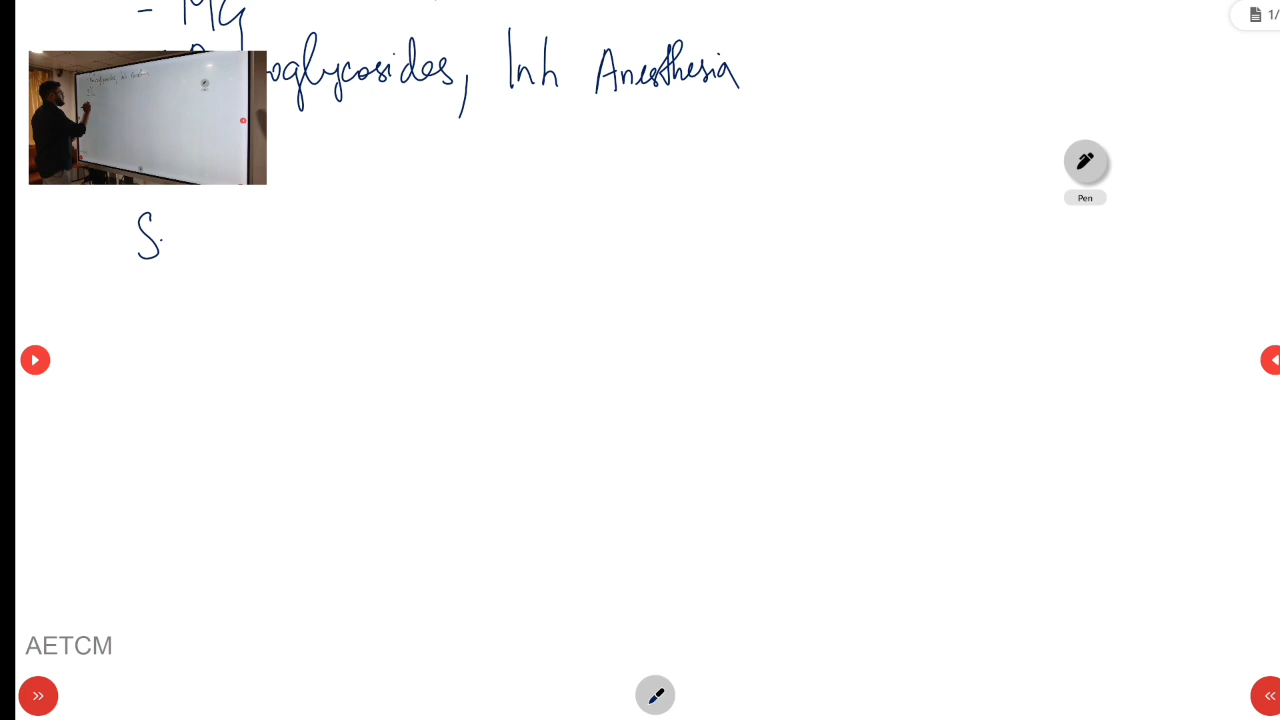 - MG
oglycosides, Inh Anesthesia
Pen
S.
AETCM
1/